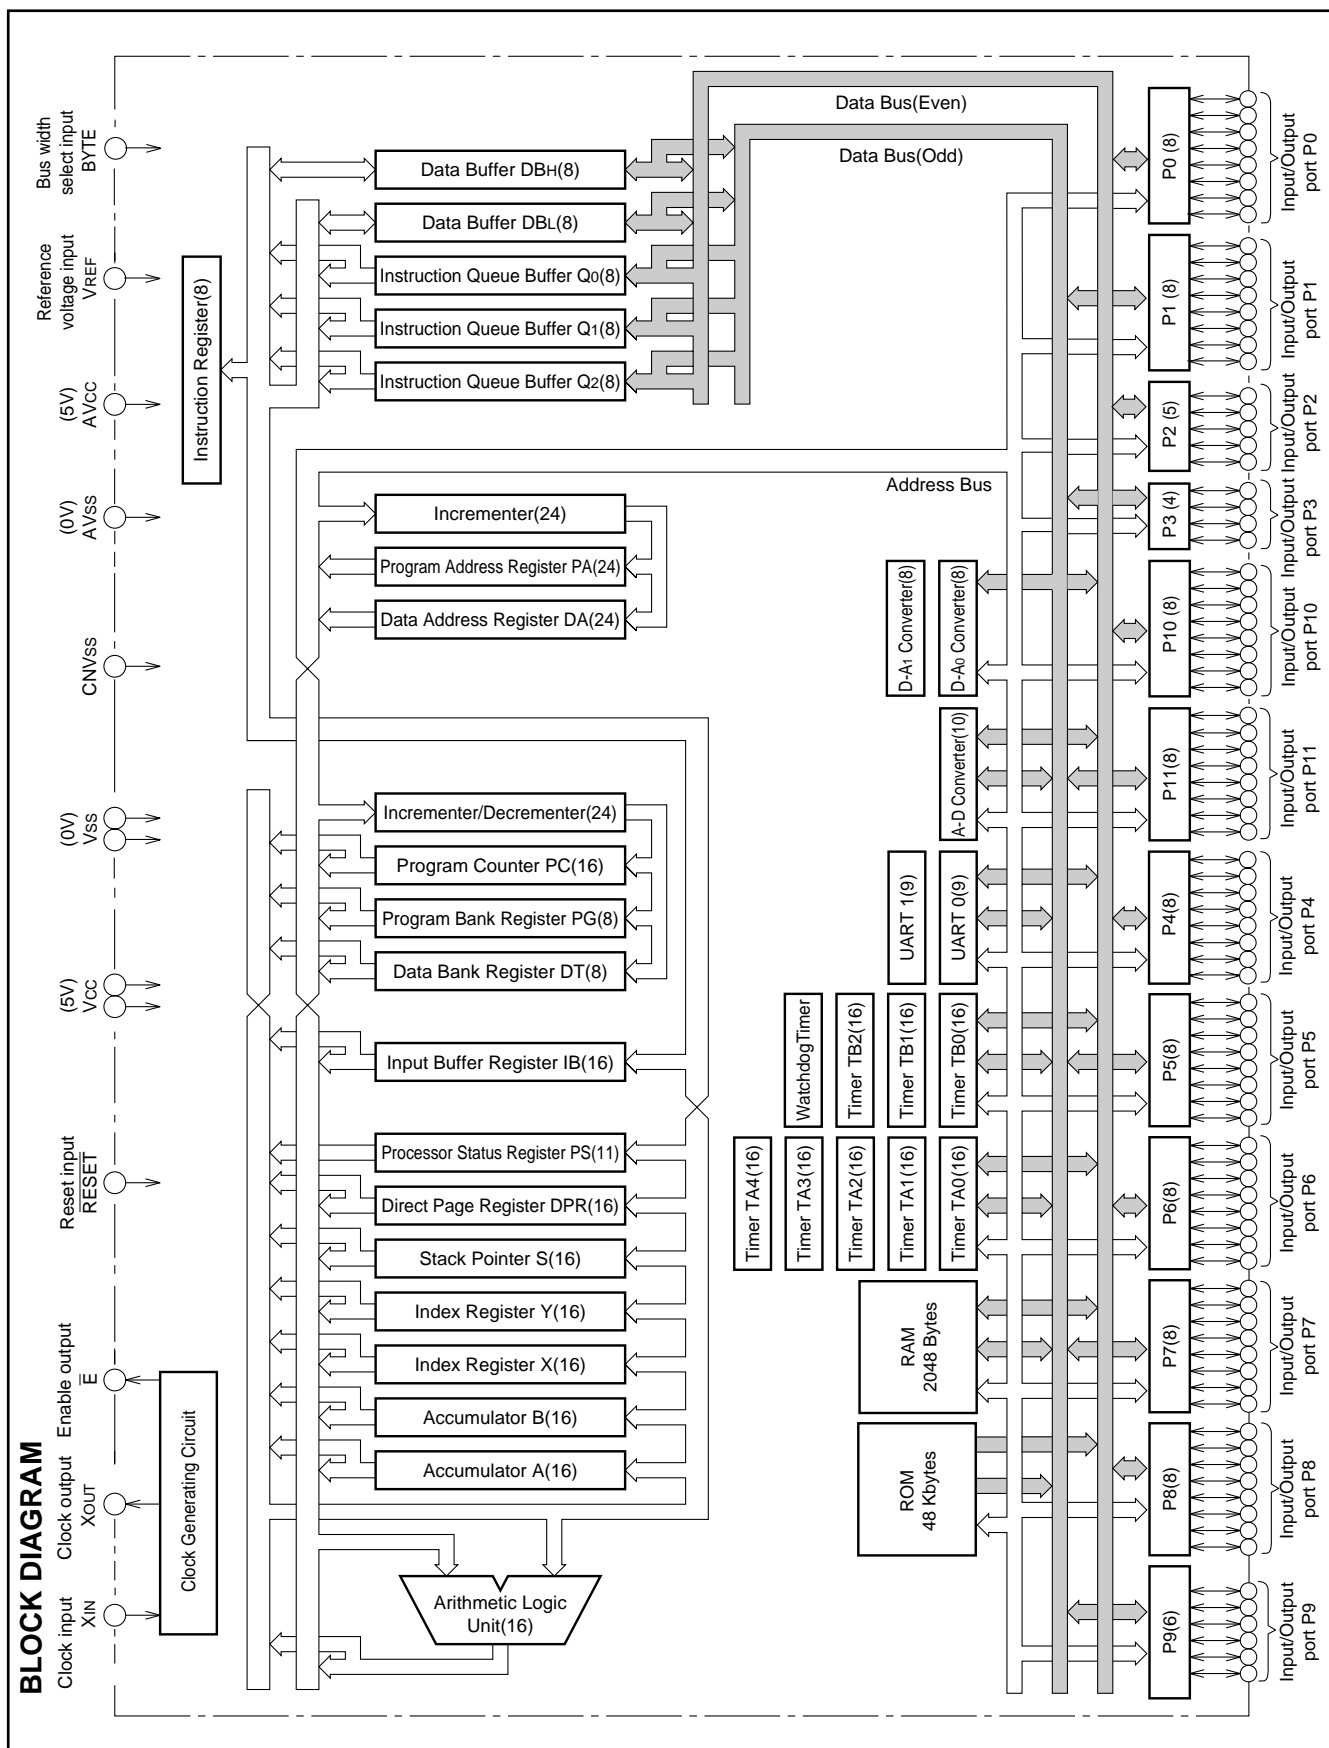 BLOCK DIAGRAM
Clock input
XIN
Clock output
XOUT
Enable output
E
Reset input
RESET
(5V)
VCC
(0V)
VSS
CNVSS
(0V)
AVSS
(5V)
AVCC
Reference
voltage input
VREF
Bus width
select input
BYTE
Clock Generating Circuit
Instruction Register(8)
Data Buffer DBH(8)
Data Buffer DBL(8)
Instruction Queue Buffer Q0(8)
Instruction Queue Buffer Q1(8)
Instruction Queue Buffer Q2(8)
Incrementer(24)
Program Address Register PA(24)
Data Address Register DA(24)
Incrementer/Decrementer(24)
Program Counter PC(16)
Program Bank Register PG(8)
Data Bank Register DT(8)
Input Buffer Register IB(16)
Processor Status Register PS(11)
Direct Page Register DPR(16)
Stack Pointer S(16)
Index Register Y(16)
Index Register X(16)
Accumulator B(16)
Accumulator A(16)
Arithmetic Logic
Unit(16)
Data Bus(Even)
Data Bus(Odd)
Address Bus
D-A1 Converter(8)
D-A0 Converter(8)
A-D Converter(10)
UART 1(9)
UART 0(9)
WatchdogTimer
Timer TB2(16)
Timer TB1(16)
Timer TB0(16)
Timer TA4(16)
Timer TA3(16)
Timer TA2(16)
Timer TA1(16)
Timer TA0(16)
RAM
2048 Bytes
ROM
48 Kbytes
P0 (8)
P1 (8)
P2 (5)
P3 (4)
P10 (8)
P11(8)
P4(8)
P5(8)
P6(8)
P7(8)
P8(8)
P9(6)
Input/Output
port P0
Input/Output
port P1
Input/Output
port P2
Input/Output
port P3
Input/Output
port P10
Input/Output
port P11
Input/Output
port P4
Input/Output
port P5
Input/Output
port P6
Input/Output
port P7
Input/Output
port P8
Input/Output
port P9